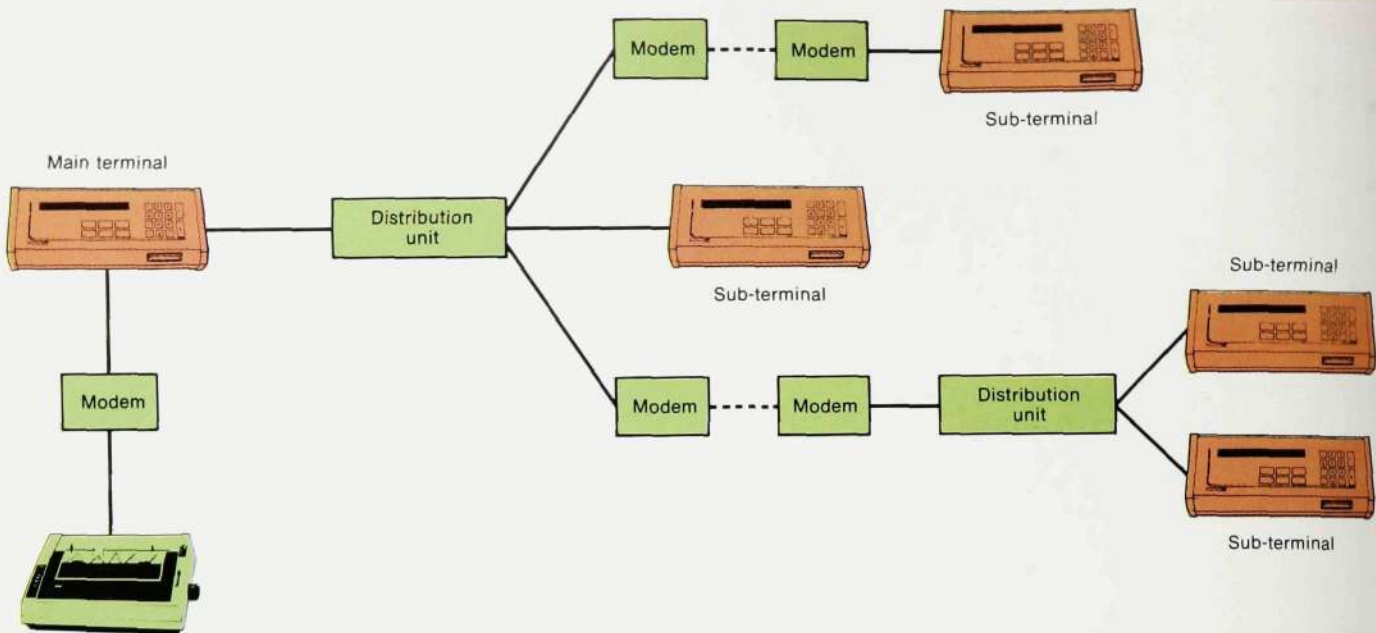 Modem
Modem
Sub-terminal
Main terminal
Distribution
unit
Sub-terminal
Sub-terminal
Modem
Modem
Modem
Distribution
unit
Sub-terminal